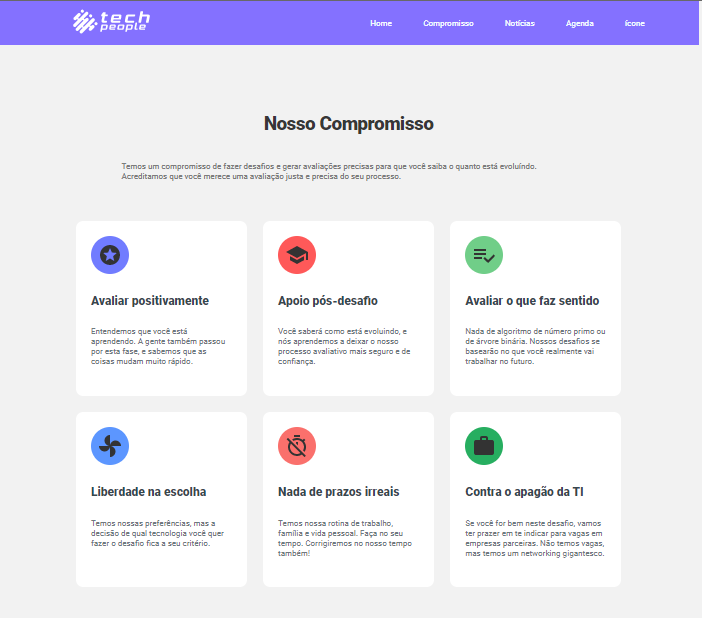 tech people
Home Compromisso Notícias Agenda ícone
Nosso Compromisso
Temos um compromisso de fazer desafios e gerar avaliações precisas para que você saiba o quanto está evoluíndo.
Acreditamos que você merece uma avaliação justa e precisa do seu processo.
Avaliar positivamente
Entendemos que você está
aprendendo. A gente também passou
por esta fase, e sabemos que as
coisas mudam muito rápido.
Apoio pós-desafio
Você saberá como está evoluindo, e
nós aprendemos a deixar o nosso
processo avaliativo mais seguro e de
confiança.
Avaliar o que faz sentido
Nada de algoritmo de número primo ou
de árvore binária. Nossos desafios se
basearão no que você realmente vai
trabalhar no futuro.
Liberdade na escolha
Temos nossas preferências, mas a
decisão de qual tecnologia você quer
fazer o desafio fica a seu critério.
Nada de prazos irreais
Temos nossa rotina de trabalho,
família e vida pessoal. Faça no seu
tempo. Corrigiremos no nosso tempo
também!
Contra o apagão da TI
Se você for bem neste desafio, vamos
ter prazer em te indicar para vagas em
empresas parceiras. Não temos vagas,
mas temos um networking gigantesco.